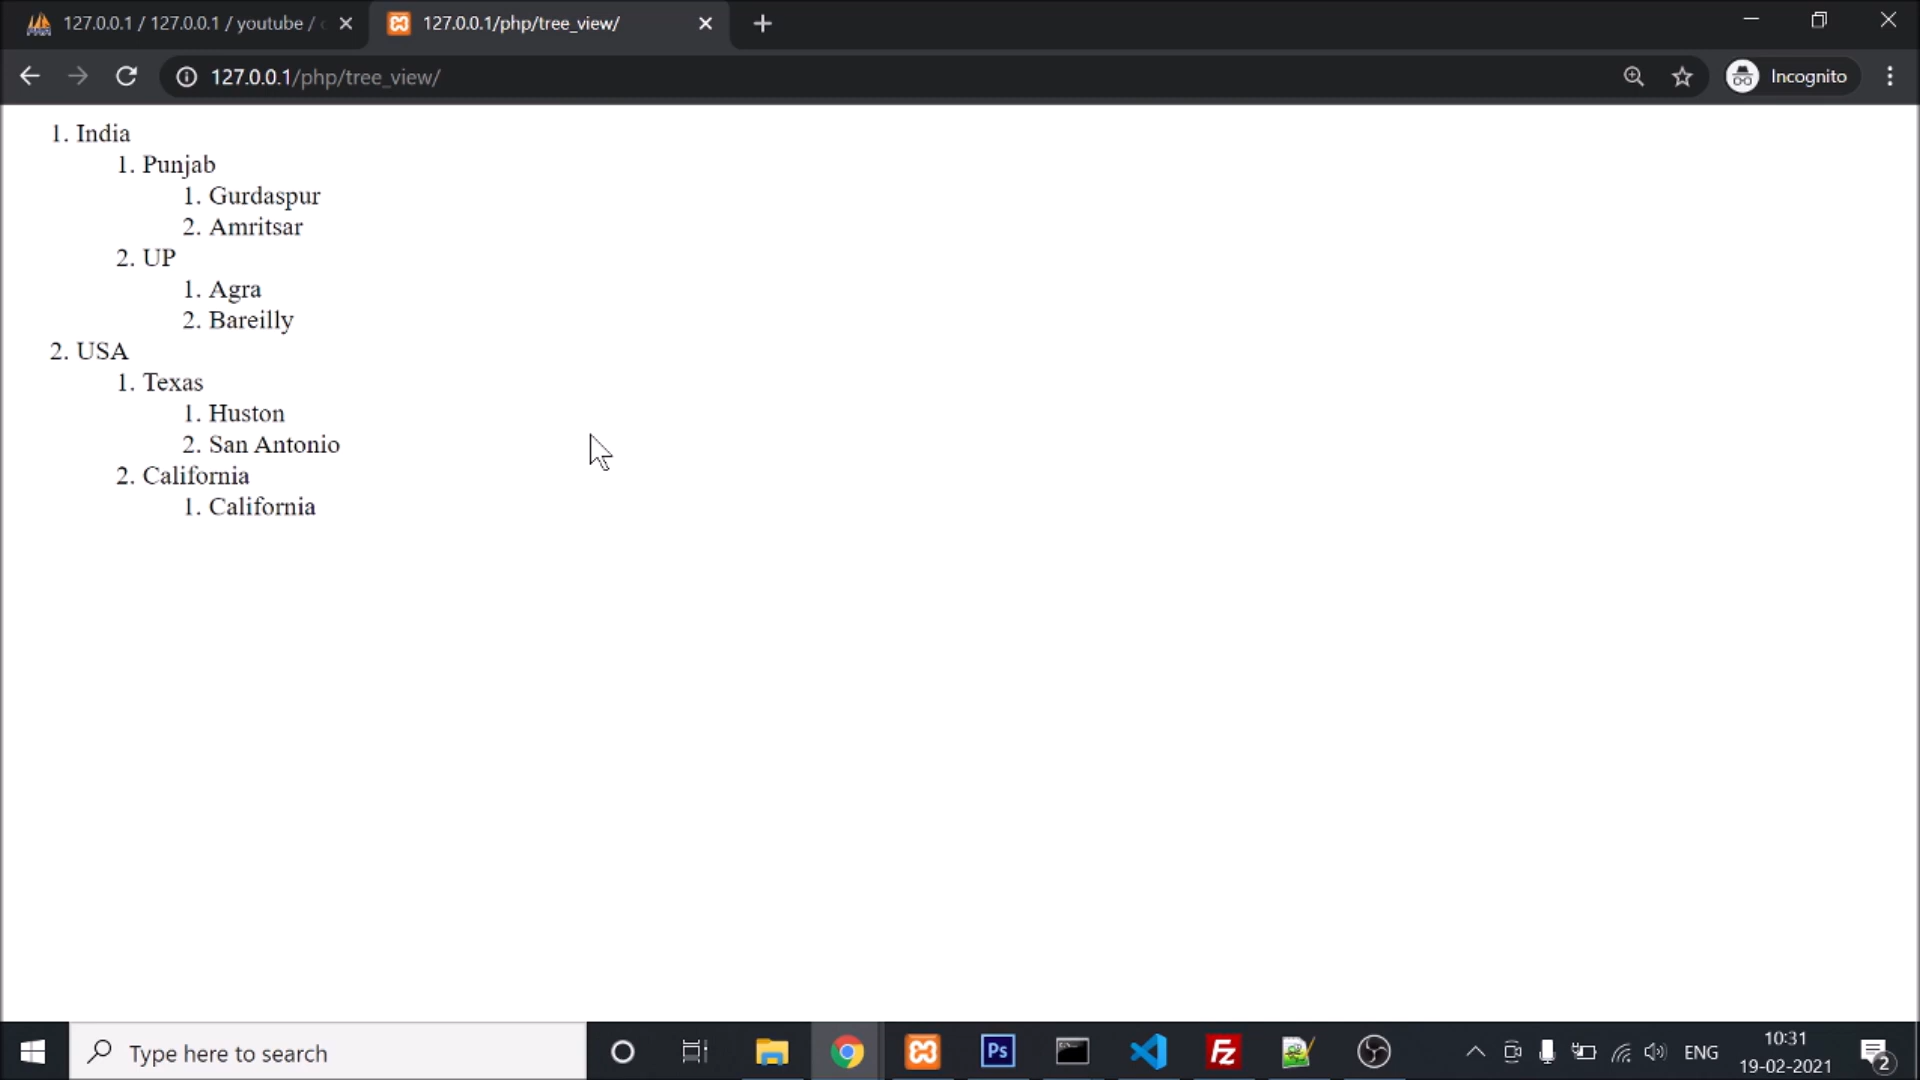 127.0.0.1 / 127.0.0.1 / youtube /
127.0.0.1/php/tree_view/
127.0.0.1/php/tree_view/
Incognito
1. India
1. Punjab
1. Gurdaspur
2. Amritsar
2. UP
1. Agra
2. Bareilly
2. USA
1. Texas
1. Huston
2. San Antonio
2. California
1. California
Type here to search
Ps
Fz
ENG
10:31
19-02-2021
2